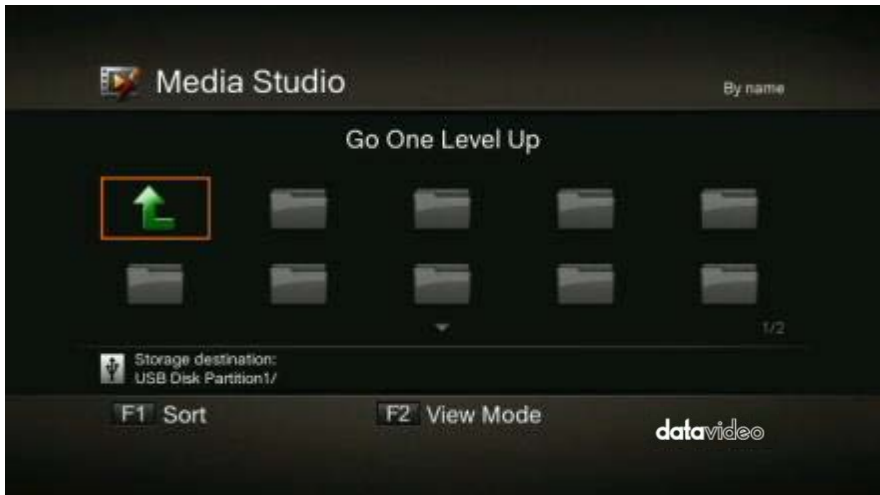 Media Studio
By name
Go One Level Up
1/2
Storage destination:
USB Disk Partition1/
F1 Sort
F2 View Mode
datavideo